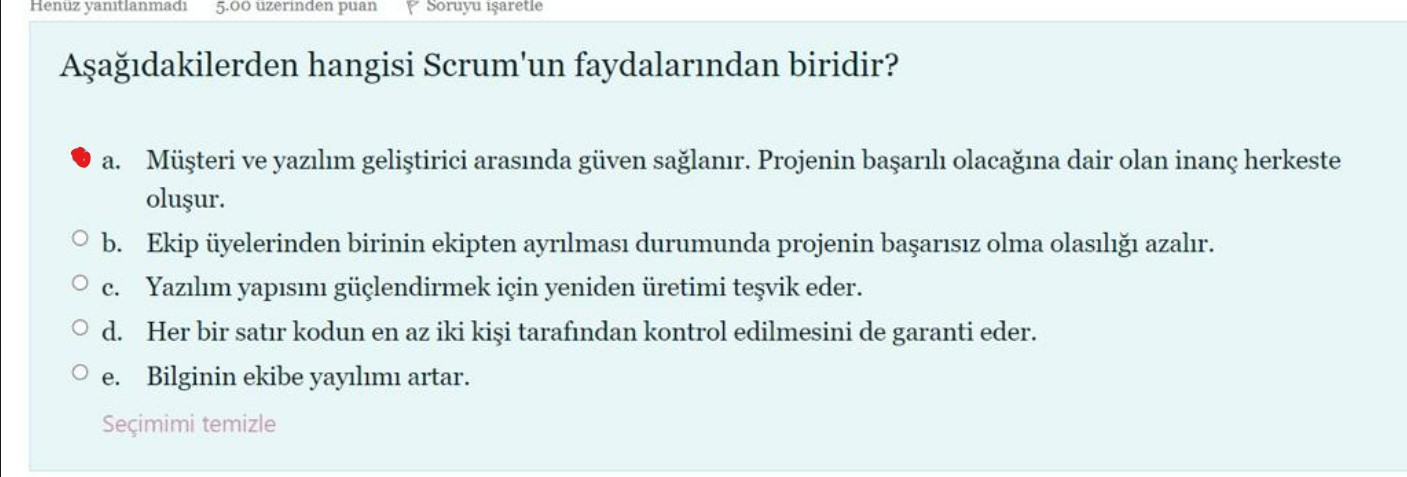 Henüz yanıtlanmadı 5.00 üzerinden puan Soruyu işaretle
Aşağıdakilerden hangisi Scrum'un faydalarından biridir?
a. Müşteri ve yazılım geliştirici arasında güven sağlanır. Projenin başarılı olacağına dair olan inanç herkeste
oluşur.
b. Ekip üyelerinden birinin ekipten ayrılması durumunda projenin başarısız olma olasılığı azalır.
c. Yazılım yapısını güçlendirmek için yeniden üretimi teşvik eder.
d. Her bir satır kodun en az iki kişi tarafından kontrol edilmesini de garanti eder.
e. Bilginin ekibe yayılımı artar.
Seçimimi temizle